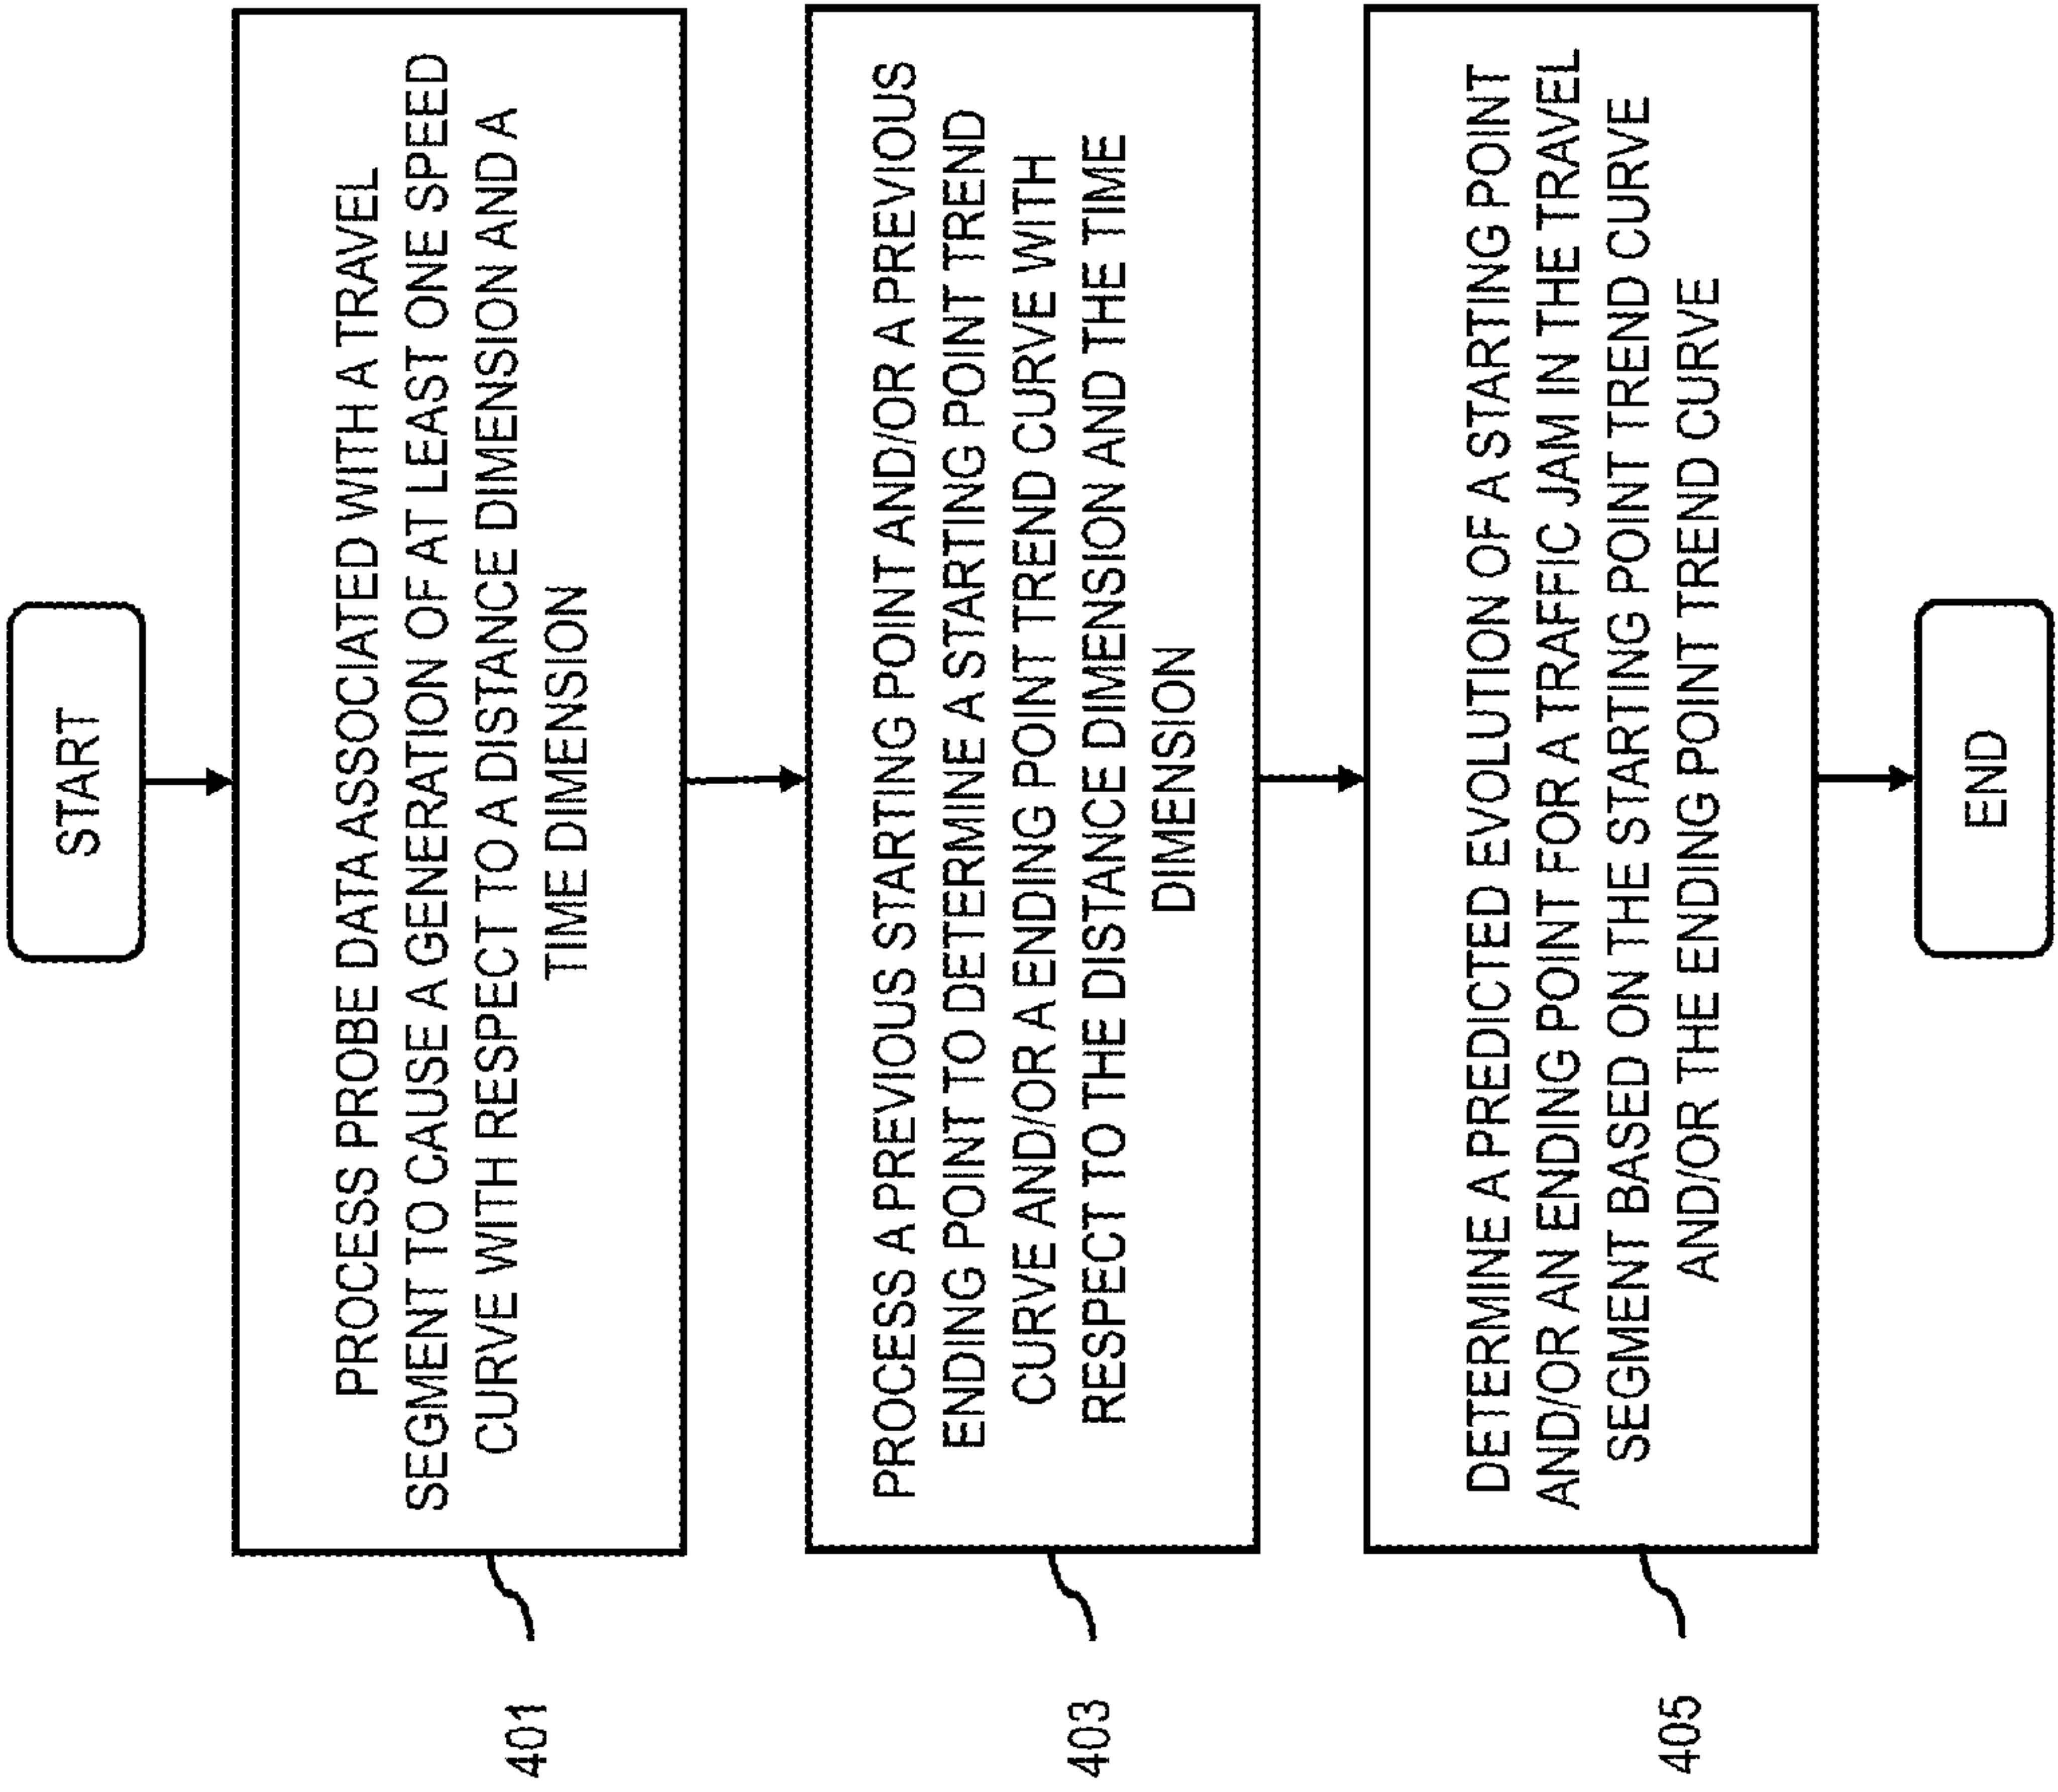 START
PROCESS PROBE DATA ASSOCIATED WITH A TRAVEL
SEGMENT TO CAUSE A GENERATION OF AT LEAST ONE SPEED
CURVE WITH RESPECT TO A DISTANCE DIMENSION AND A
TIME DIMENSION
401
PROCESS A PREVIOUS STARTING POINT AND/OR A PREVIOUS
ENDING POINT TO DETERMINE A STARTING POINT TREND
CURVE AND/OR A ENDING POINT TREND CURVE WITH
RESPECT TO THE DISTANCE DIMENSION AND THE TIME
DIMENSION
403
DETERMINE A PREDICTED EVOLUTION OF A STARTING POINT
AND/OR AN ENDING POINT FOR A TRAFFIC JAM IN THE TRAVEL
SEGMENT BASED ON THE STARTING POINT TREND CURVE
AND/OR THE ENDING POINT TREND CURVE
405
END